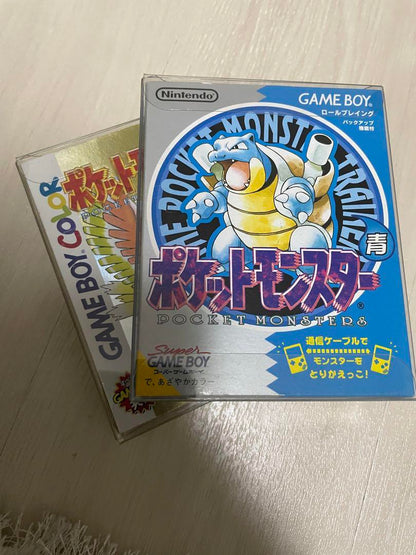 Nintendo
GAME BOY
ロールプレイング
バックアップ
機能付
THE POCKET MONSTER TRAINER
青
ポケットモンスター
POCKET MONSTERS
Super
GAME BOY
スーパーゲームボーイ
で、あざやかカラー
通信ケーブルで
モンスターを
とりかえっこ!
GAME BOY COLOR
ポケットモン